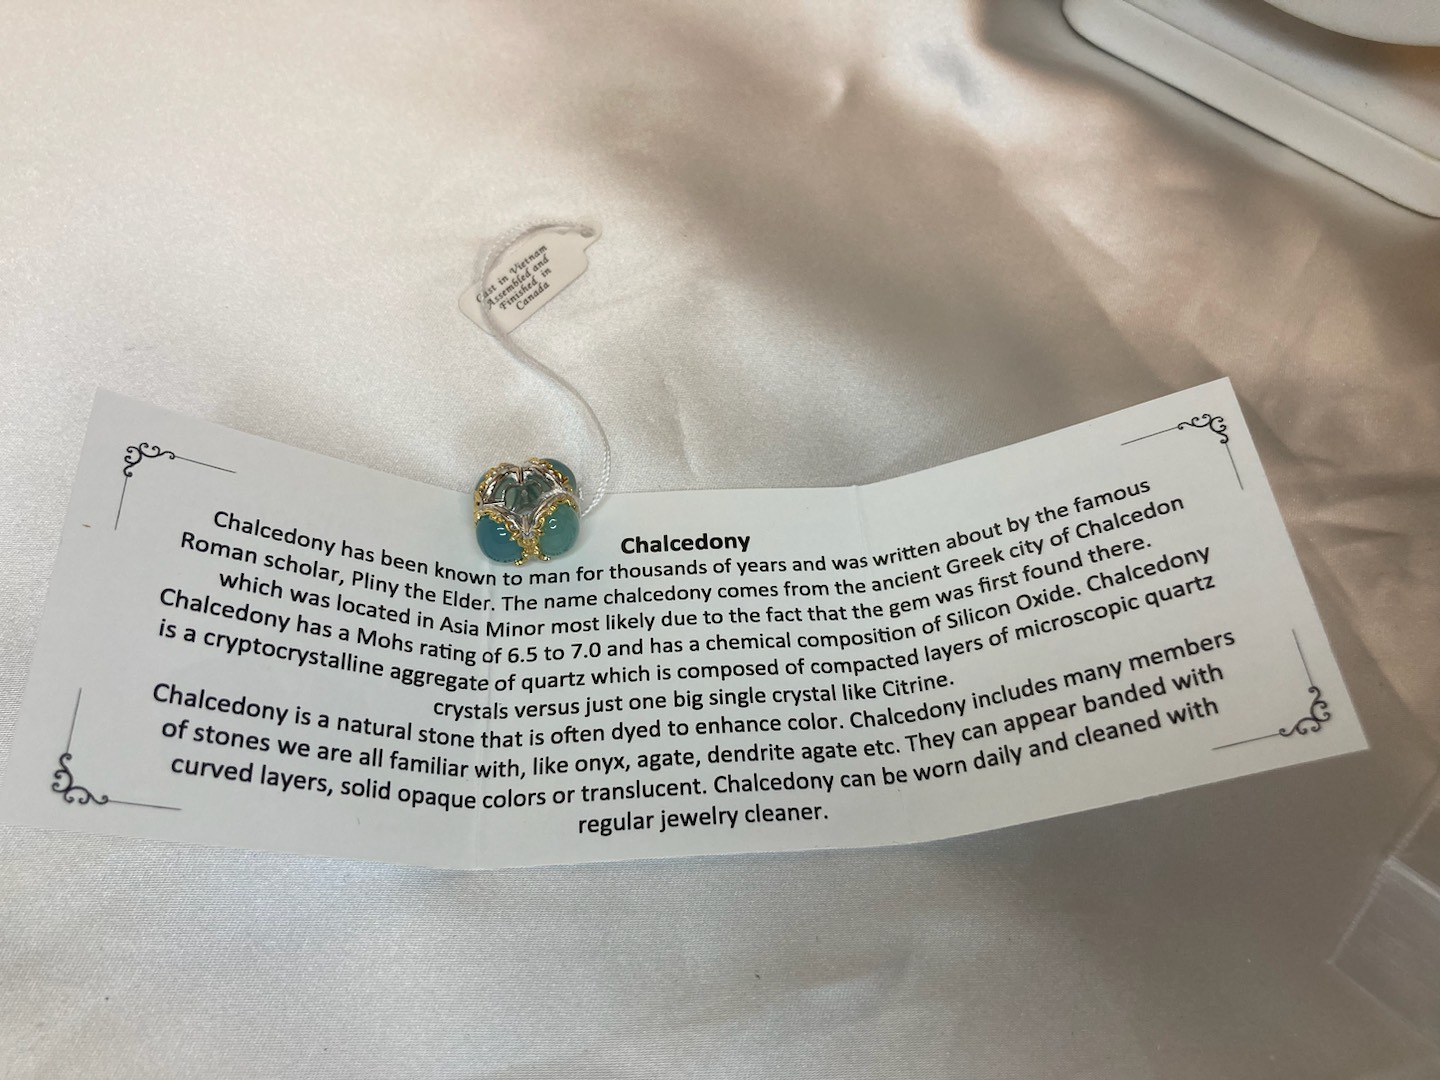 Cast in Vietnam
Assembled and
Finished in
Canada
Chalcedony
Chalcedony has been known to man for thousands of years and was written about by the famous
Roman scholar, Pliny the Elder. The name chalcedony comes from the ancient Greek city of Chalcedon
which was located in Asia Minor most likely due to the fact that the gem was first found there.
Chalcedony has a Mohs rating of 6.5 to 7.0 and has a chemical composition of Silicon Oxide. Chalcedony
is a cryptocrystalline aggregate of quartz which is composed of compacted layers of microscopic quartz
crystals versus just one big single crystal like Citrine.
Chalcedony is a natural stone that is often dyed to enhance color. Chalcedony includes many members
of stones we are all familiar with, like onyx, agate, dendrite agate etc. They can appear banded with
curved layers, solid opaque colors or translucent. Chalcedony can be worn daily and cleaned with
regular jewelry cleaner.